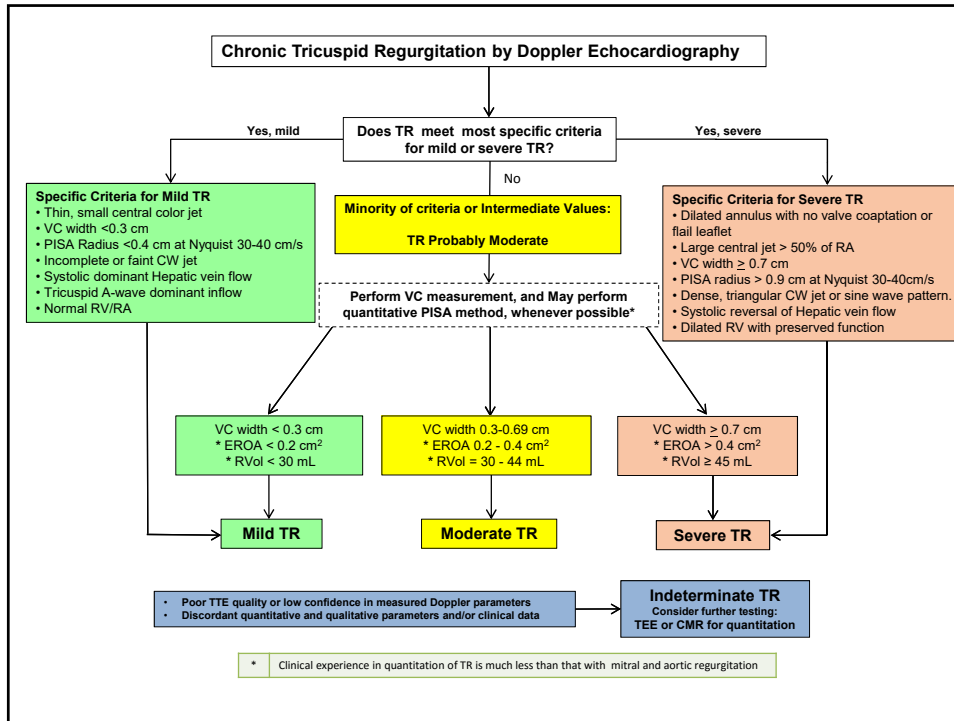 Chronic Tricuspid Regurgitation by Doppler Echocardiography
Yes, mild
Does TR meet most specific criteria
for mild or severe TR?
Yes, severe
No
Specific Criteria for Mild TR
• Thin, small central color jet
• VC width <0.3 cm
• PISA Radius <0.4 cm at Nyquist 30-40 cm/s
• Incomplete or faint CW jet
• Systolic dominant Hepatic vein flow
• Tricuspid A-wave dominant inflow
• Normal RV/RA
Minority of criteria or Intermediate Values:
TR Probably Moderate
Specific Criteria for Severe TR
• Dilated annulus with no valve coaptation or
flail leaflet
• Large central jet > 50% of RA
• VC width ≥ 0.7 cm
• PISA radius > 0.9 cm at Nyquist 30-40cm/s
• Dense, triangular CW jet or sine wave pattern.
• Systolic reversal of Hepatic vein flow
• Dilated RV with preserved function
Perform VC measurement, and May perform
quantitative PISA method, whenever possible*
VC width < 0.3 cm
* EROA < 0.2 cm²
* RVol < 30 mL
VC width 0.3-0.69 cm
* EROA 0.2 - 0.4 cm²
* RVol = 30 - 44 mL
VC width ≥ 0.7 cm
* EROA > 0.4 cm²
* RVol ≥ 45 mL
Mild TR
Moderate TR
Severe TR
• Poor TTE quality or low confidence in measured Doppler parameters
• Discordant quantitative and qualitative parameters and/or clinical data
Indeterminate TR
Consider further testing:
TEE or CMR for quantitation
* Clinical experience in quantitation of TR is much less than that with mitral and aortic regurgitation